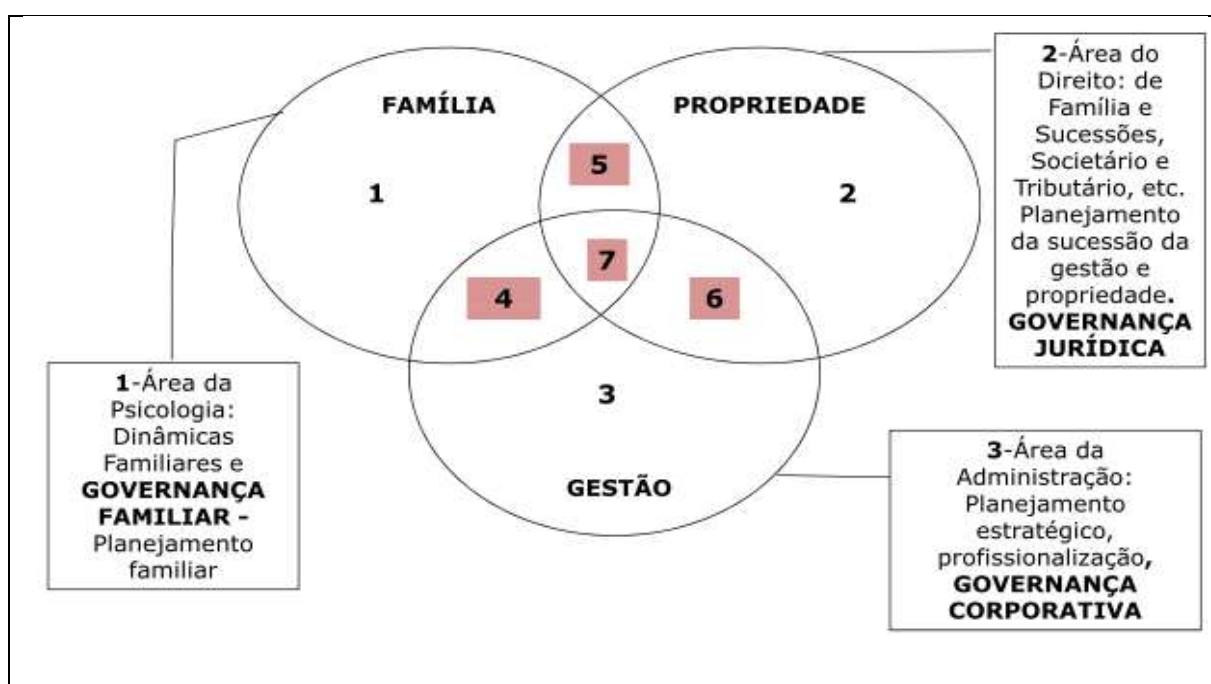 FAMÍLIA
PROPRIEDADE
5
1
2
7
4
6
3
GESTÃO
2-Área do
Direito: de
Família e
Sucessões,
Societário e
Tributário, etc.
Planejamento
da sucessão da
gestão e
propriedade.
GOVERNANÇA
JURÍDICA
1-Área da
Psicologia:
Dinâmicas
Familiares e
GOVERNANÇA
FAMILIAR -
Planejamento
familiar
3-Área da
Administração:
Planejamento
estratégico,
profissionalização,
GOVERNANÇA
CORPORATIVA